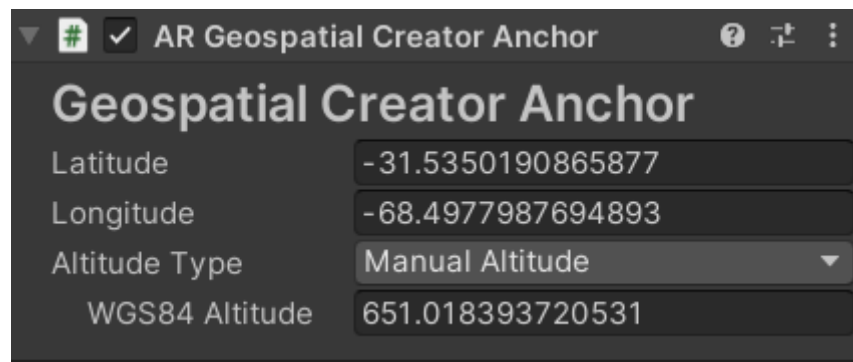 # AR Geospatial Creator Anchor ?
Geospatial Creator Anchor
Latitude -31.5350190865877
Longitude -68.4977987694893
Altitude Type Manual Altitude
WGS84 Altitude 651.018393720531